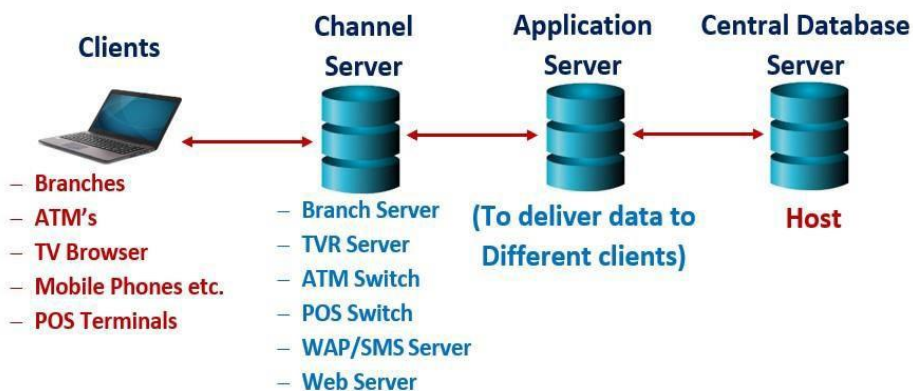 Clients
Channel
Server
Application
Server
Central Database
Server
– Branches
– ATM's
– TV Browser
– Mobile Phones etc.
– POS Terminals
– Branch Server
– TVR Server
– ATM Switch
– POS Switch
– WAP/SMS Server
– Web Server
(To deliver data to
Different clients)
Host